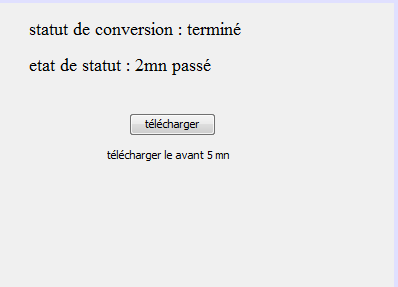 statut de conversion : terminé
etat de statut : 2mn passé
télécharger
télécharger le avant 5 mn